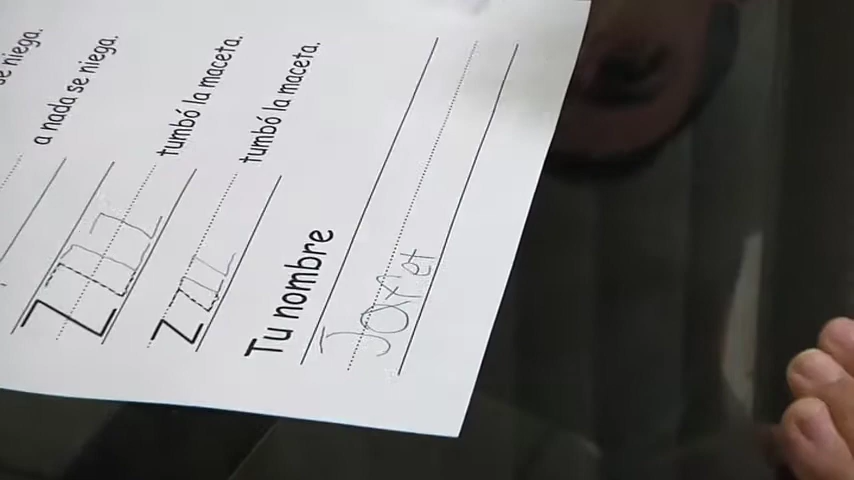 se niega.
a nada se niega.
Z Z Z Z tumbó la maceta.
z z z z tumbó la maceta.
Tu nombre